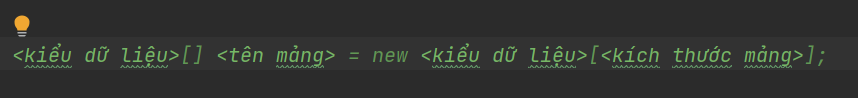 <kiểu dữ liệu>[] <tên mảng> = new <kiểu dữ liệu>[<kích thước mảng>];